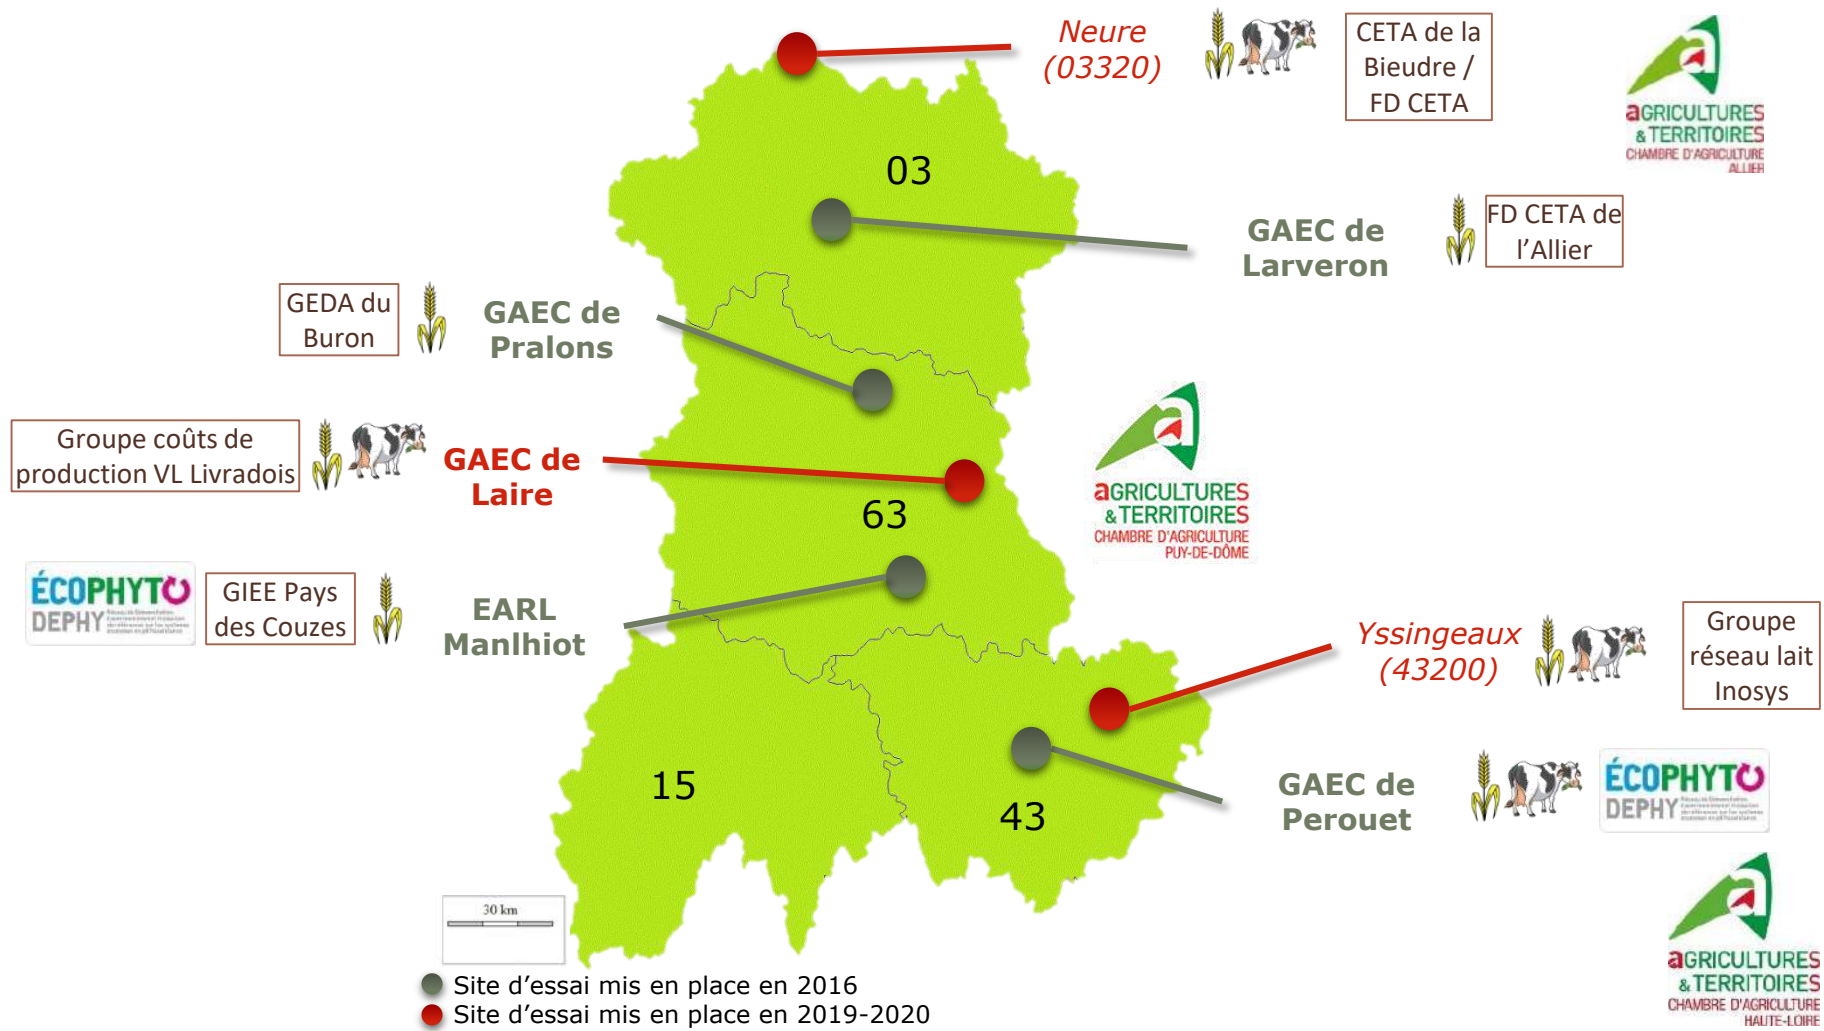 Neure
(03320)
CETA de la
Bieudre /
FD CETA
aGRICULTURES
& TERRITOIRES
CHAMBRE D'AGRICULTURE
ALLIER
03
GAEC de
Larveron
FD CETA de
l'Allier
GEDA du
Buron
GAEC de
Pralons
Groupe coûts de
production VL Livradois
GAEC de
Laire
63
aGRICULTURES
& TERRITOIRES
CHAMBRE D'AGRICULTURE
PUY-DE-DÔME
ÉCOPHYTO
DEPHY
GIEE Pays
des Couzes
EARL
Manlhiot
Yssingeaux
(43200)
Groupe
réseau lait
Inosys
15
43
GAEC de
Perouet
ÉCOPHYTO
DEPHY
30 km
aGRICULTURES
& TERRITOIRES
CHAMBRE D'AGRICULTURE
HAUTE-LOIRE
Site d'essai mis en place en 2016
Site d'essai mis en place en 2019-2020